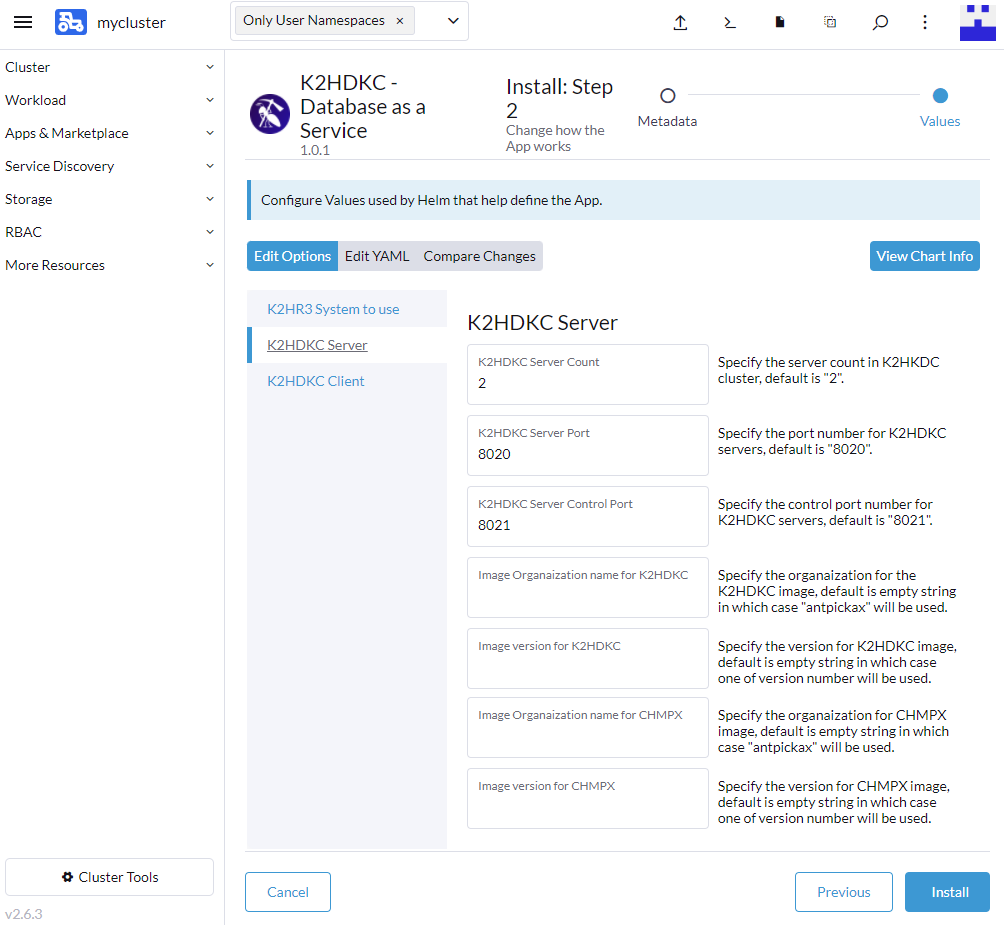 mycluster
Only User Namespaces ×
Cluster
Workload
Apps & Marketplace
Service Discovery
Storage
RBAC
More Resources
Cluster Tools
v2.6.3
K2HDKC -
Database as a
Service
1.0.1
Install: Step
2
Change how the
App works
Metadata
Values
Configure Values used by Helm that help define the App.
Edit Options
Edit YAML
Compare Changes
View Chart Info
K2HR3 System to use
K2HDKC Server
K2HDKC Client
K2HDKC Server
K2HDKC Server Count
2
Specify the server count in K2HKDC
cluster, default is "2".
K2HDKC Server Port
8020
Specify the port number for K2HDKC
servers, default is "8020".
K2HDKC Server Control Port
8021
Specify the control port number for
K2HDKC servers, default is "8021".
Image Organaization name for K2HDKC
Specify the organaization for the
K2HDKC image, default is empty string
in which case "antpickax" will be used.
Image version for K2HDKC
Specify the version for K2HDKC image,
default is empty string in which case
one of version number will be used.
Image Organaization name for CHMPX
Specify the organaization for CHMPX
image, default is empty string in which
case "antpickax" will be used.
Image version for CHMPX
Specify the version for CHMPX image,
default is empty string in which case
one of version number will be used.
Cancel
Previous
Install